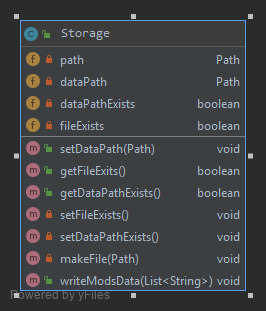 C Storage
f path Path
f dataPath Path
f dataPathExists boolean
f fileExists boolean
m setDataPath(Path) void
m getFileExits() boolean
m getDataPathExists() boolean
m setFileExists() void
m setDataPathExists() void
m makeFile(Path) void
m writeModsData(List<String>) void
Powered by yFiles